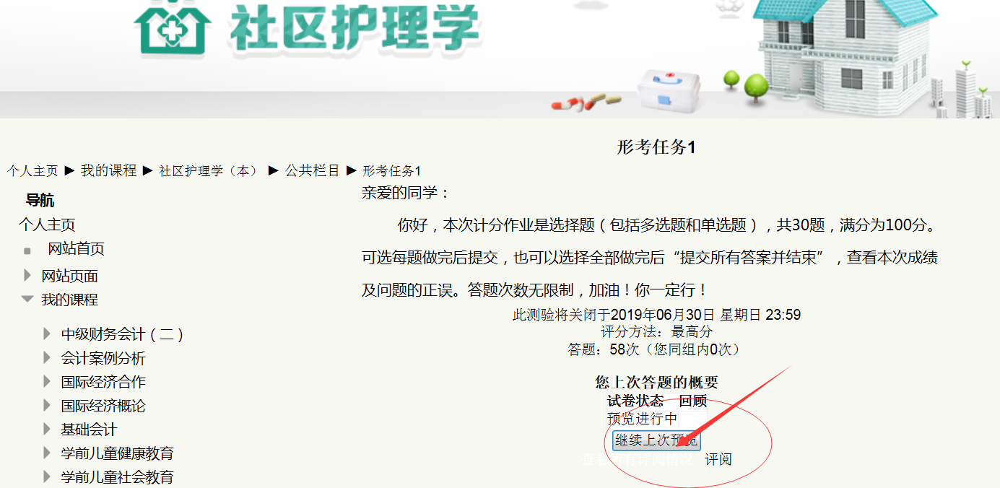 社区护理学
形考任务1
个人主页 ► 我的课程 ► 社区护理学（本） ► 公共栏目 ► 形考任务1
导航
个人主页
网站首页
网站页面
我的课程
中级财务会计（二）
会计案例分析
国际经济合作
国际经济概论
基础会计
学前儿童健康教育
学前儿童社会教育
亲爱的同学：
你好，本次计分作业是选择题（包括多选题和单选题），共30题，满分为100分。
可选每题做完后提交，也可以选择全部做完后“提交所有答案并结束”，查看本次成绩
及问题的正误。答题次数无限制，加油！你一定行！
此测验将关闭于2019年06月30日 星期日 23:59
评分方法：最高分
答题：58次（您同组内0次）
您上次答题的概要
试卷状态 回顾
预览进行中
继续上次预览
查看所有评阅情况 评阅